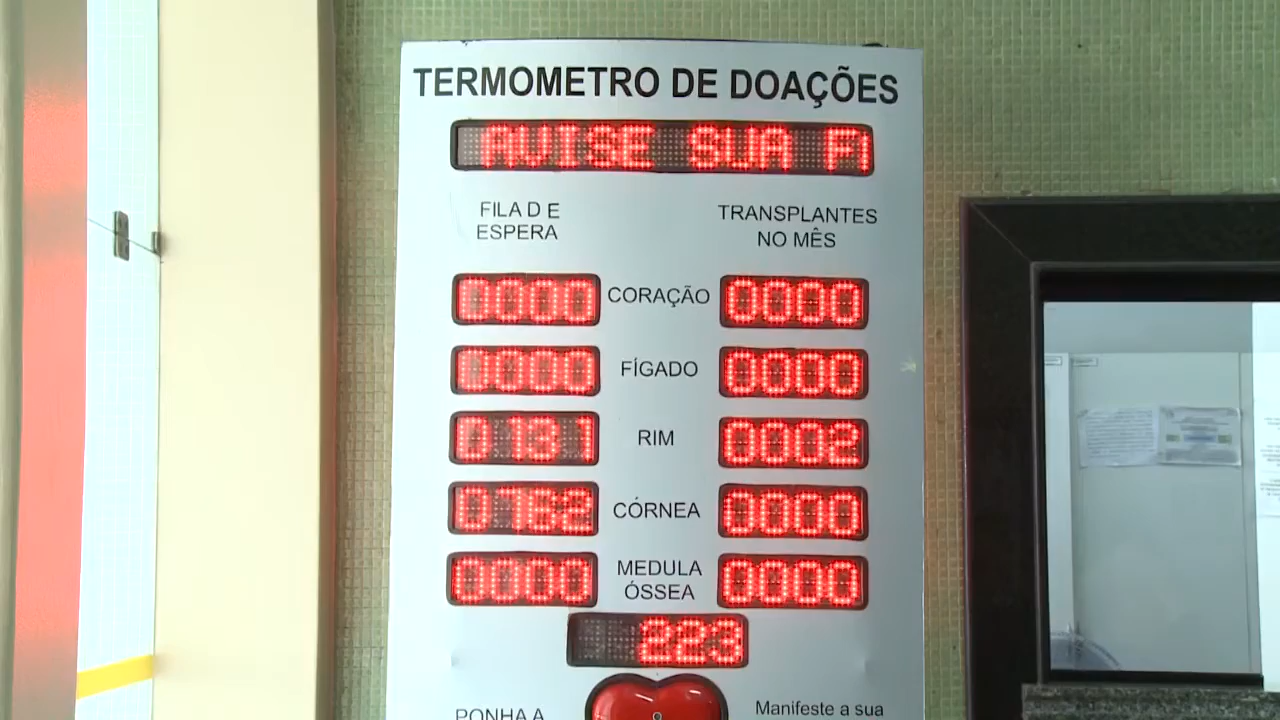 TERMOMETRO DE DOAÇÕES
AVISE SUA
FILA D E
ESPERA
TRANSPLANTES
NO MÊS
0000 CORAÇÃO 0000
0000 FÍGADO 0000
0131 RIM 0002
0762 CÓRNEA 0000
0000 MEDULA ÓSSEA 0000
223
PONHA A
Manifeste a sua